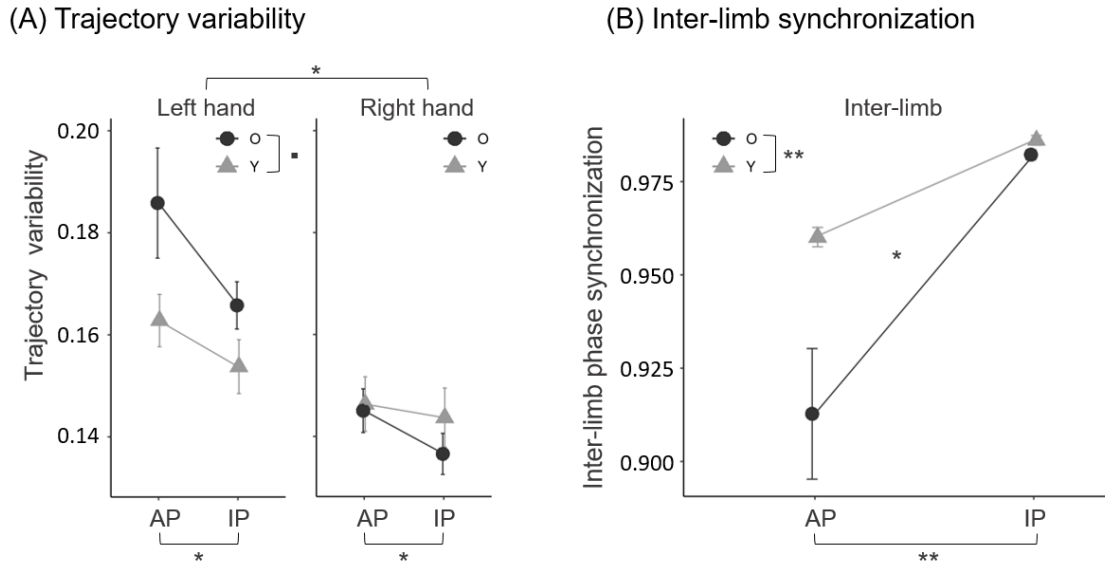 (A) Trajectory variability
(B) Inter-limb synchronization
*
Left hand
Right hand
Inter-limb
O
Y
▪
O
Y
O
Y
**
Trajectory variability
0.20
0.18
0.16
0.14
AP
IP
*
AP
IP
*
Inter-limb phase synchronization
0.975
0.950
0.925
0.900
*
AP
IP
**